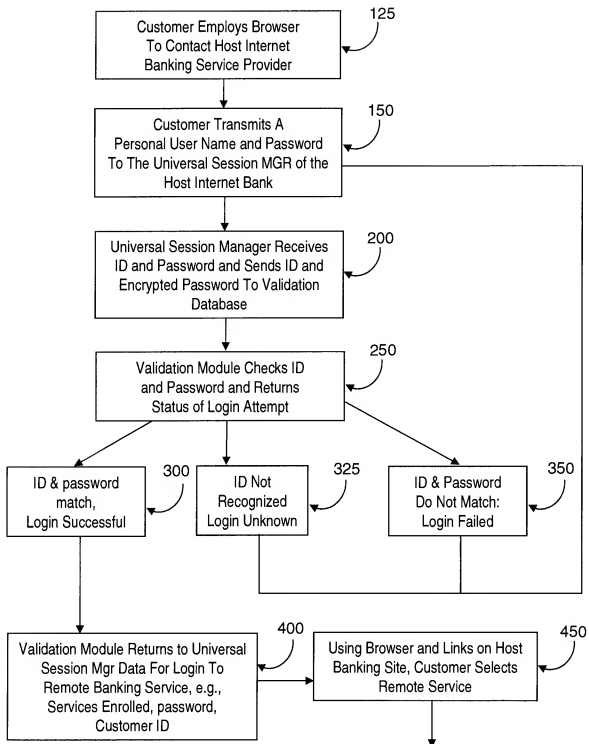 Customer Employs Browser
To Contact Host Internet
Banking Service Provider
125
Customer Transmits A
Personal User Name and Password
To The Universal Session MGR of the
Host Internet Bank
150
Universal Session Manager Receives
ID and Password and Sends ID and
Encrypted Password To Validation
Database
200
Validation Module Checks ID
and Password and Returns
Status of Login Attempt
250
ID & password
match,
Login Successful
300
ID Not
Recognized
Login Unknown
325
ID & Password
Do Not Match:
Login Failed
350
Validation Module Returns to Universal
Session Mgr Data For Login To
Remote Banking Service, e.g.,
Services Enrolled, password,
Customer ID
400
Using Browser and Links on Host
Banking Site, Customer Selects
Remote Service
450